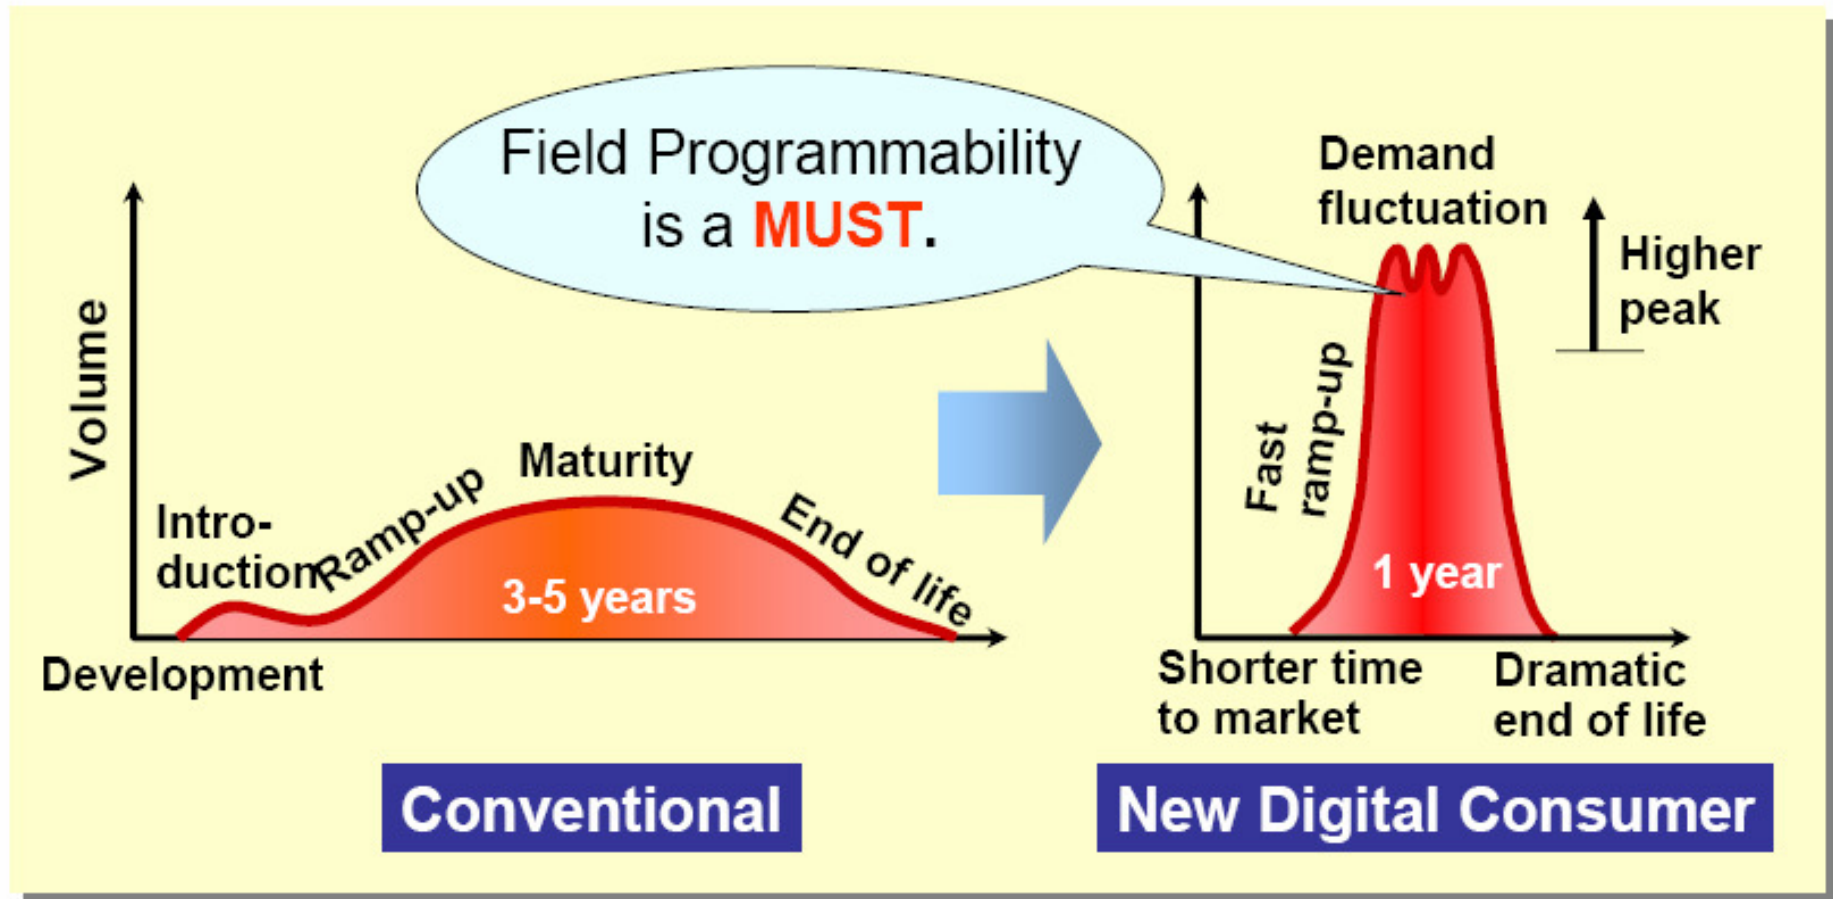 Field Programmability
is a MUST.
Volume
Intro-
duction
Ramp-up
Maturity
End of life
3-5 years
Development
Conventional
Demand
fluctuation
Higher
peak
Fast
ramp-up
1 year
Shorter time
to market
Dramatic
end of life
New Digital Consumer